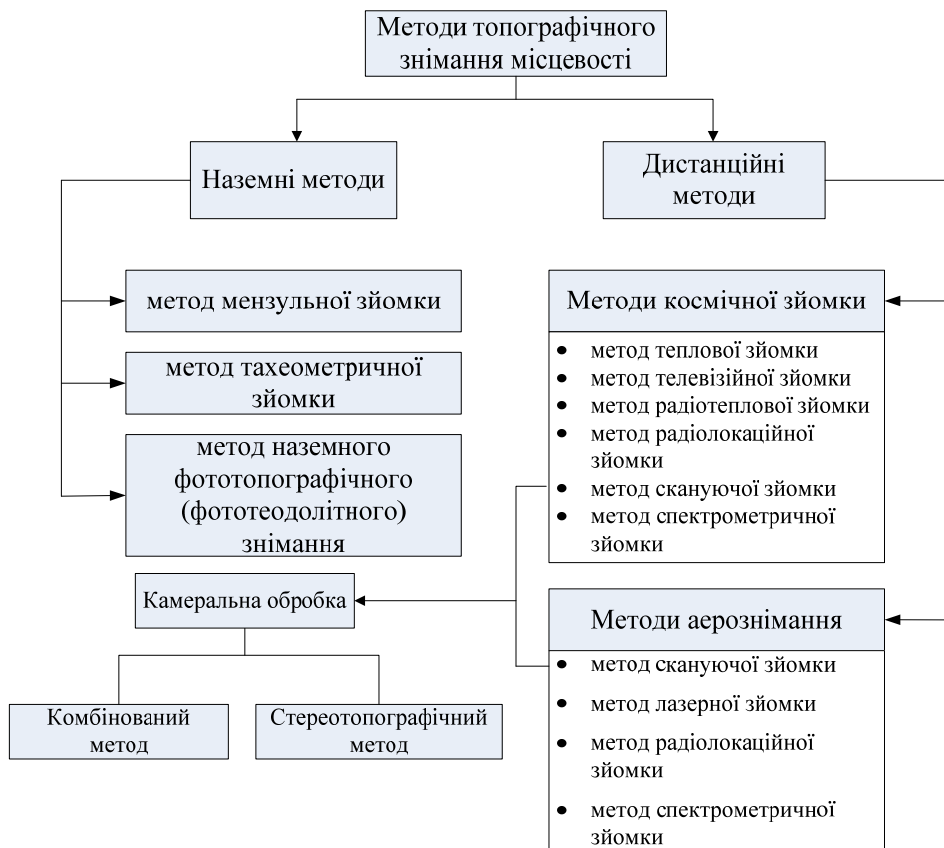 Методи топографічного
знімання місцевості
Наземні методи
Дистанційні
методи
метод мензульної зйомки
метод тахеометричної
зйомки
метод наземного
фототопографічного
(фототеодолітного)
знімання
Методи космічної зйомки
• метод теплової зйомки
• метод телевізійної зйомки
• метод радіотеплової зйомки
• метод радіолокаційної
зйомки
• метод скануючої зйомки
• метод спектрометричної
зйомки
Камеральна обробка
Комбінований
метод
Стереотопографічний
метод
Методи аерознімання
• метод скануючої зйомки
• метод лазерної зйомки
• метод радіолокаційної
зйомки
• метод спектрометричної
зйомки